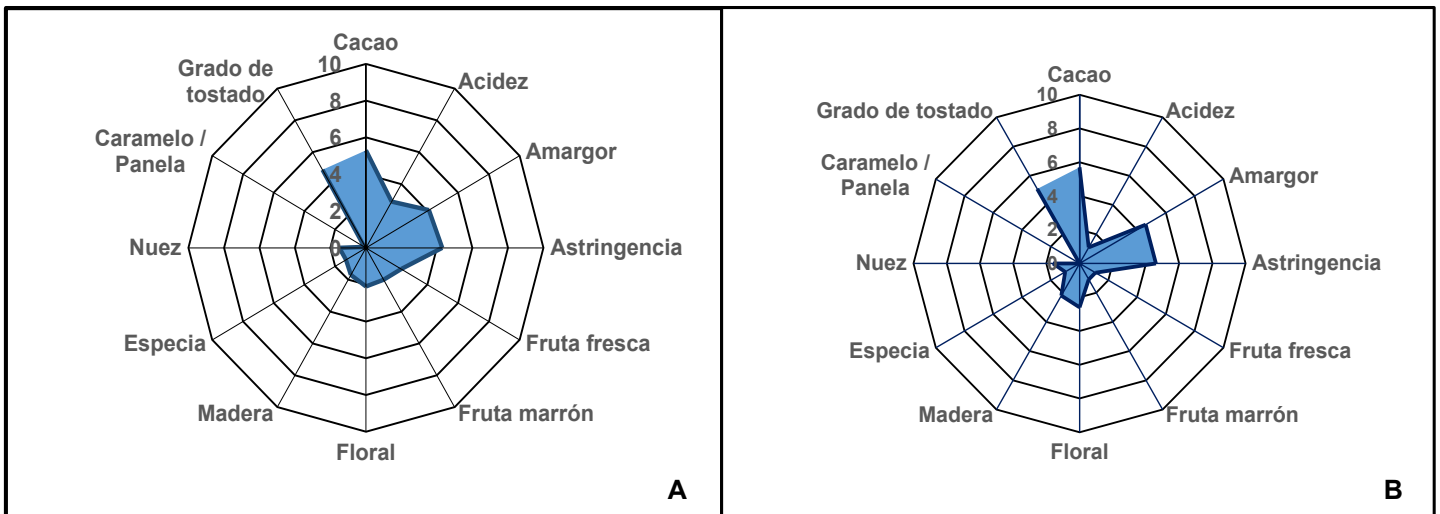 Cacao
10
Grado de
tostado
Acidez
8
Caramelo /
Panela
6
Amargor
4
2
Nuez
0
Astringencia
Especia
Fruta fresca
Madera
Fruta marrón
Floral
A
Cacao
10
Grado de tostado
Acidez
8
Caramelo /
Panela
6
Amargor
4
2
Nuez
0
Astringencia
Especia
Fruta fresca
Madera
Fruta marrón
Floral
B